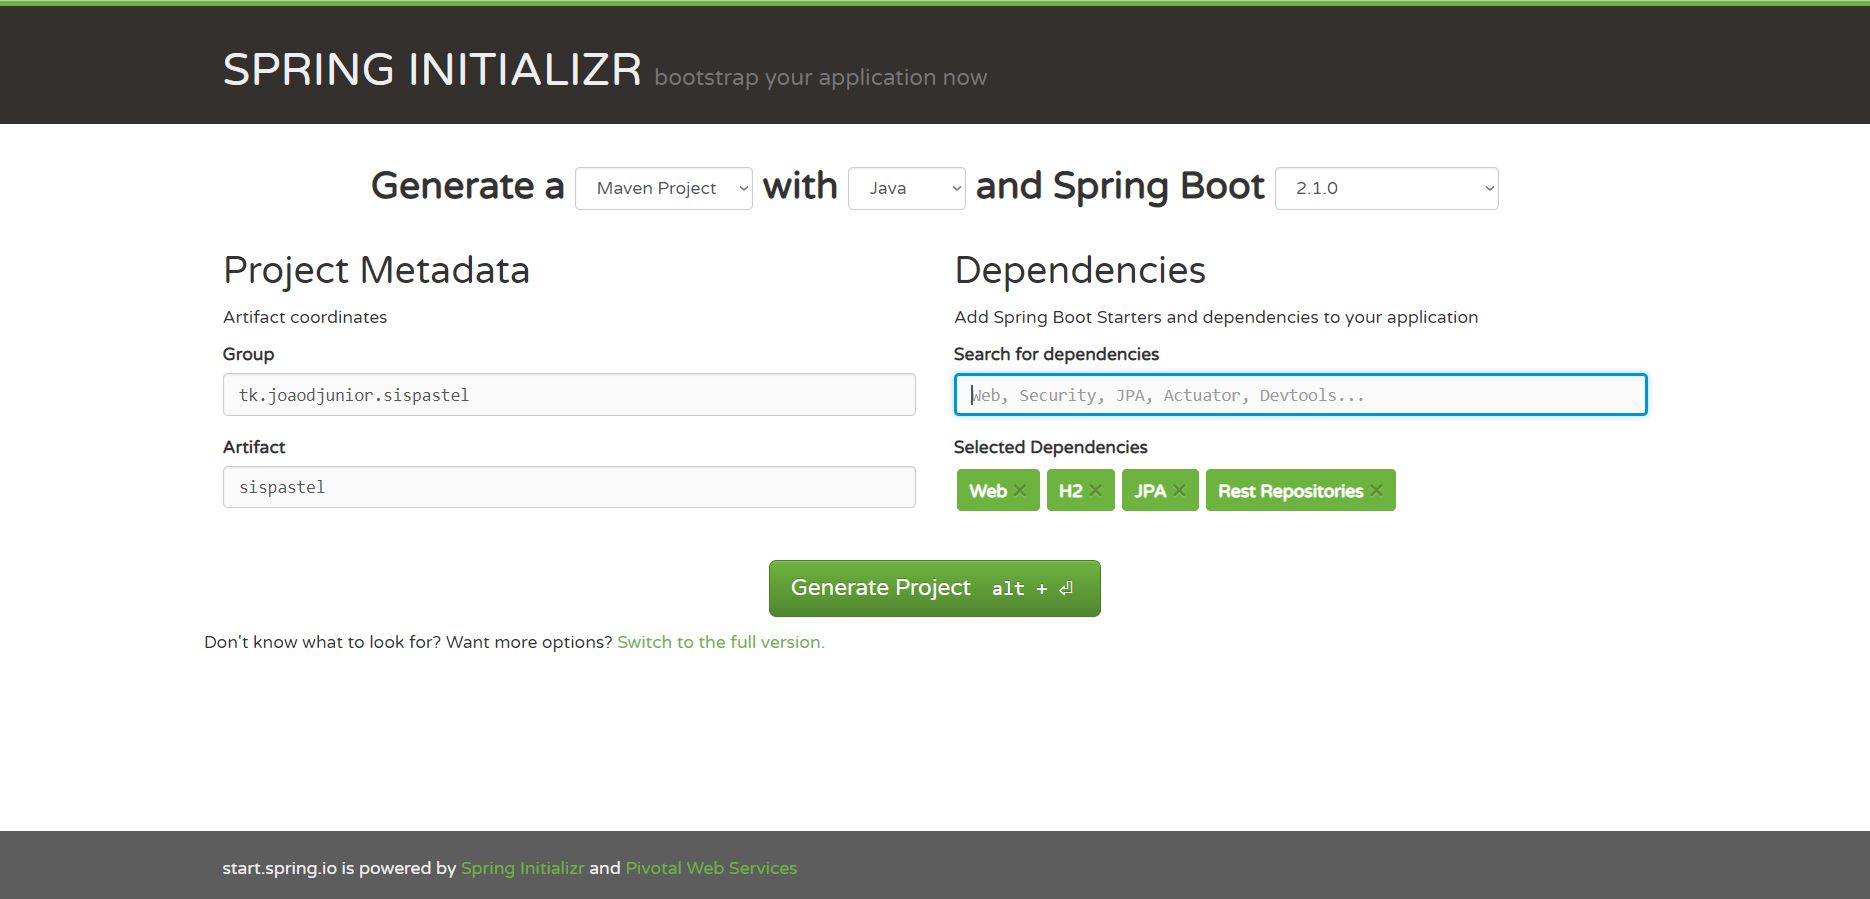 SPRING INITIALIZR bootstrap your application now
Generate a Maven Project with Java and Spring Boot 2.1.0
Project Metadata
Artifact coordinates
Group
tk.joaodjunior.sispastel
Artifact
sispastel
Dependencies
Add Spring Boot Starters and dependencies to your application
Search for dependencies
Web, Security, JPA, Actuator, Devtools...
Selected Dependencies
Web × H2 × JPA × Rest Repositories ×
Generate Project alt + ⏎
Don't know what to look for? Want more options? Switch to the full version.
start.spring.io is powered by Spring Initializr and Pivotal Web Services